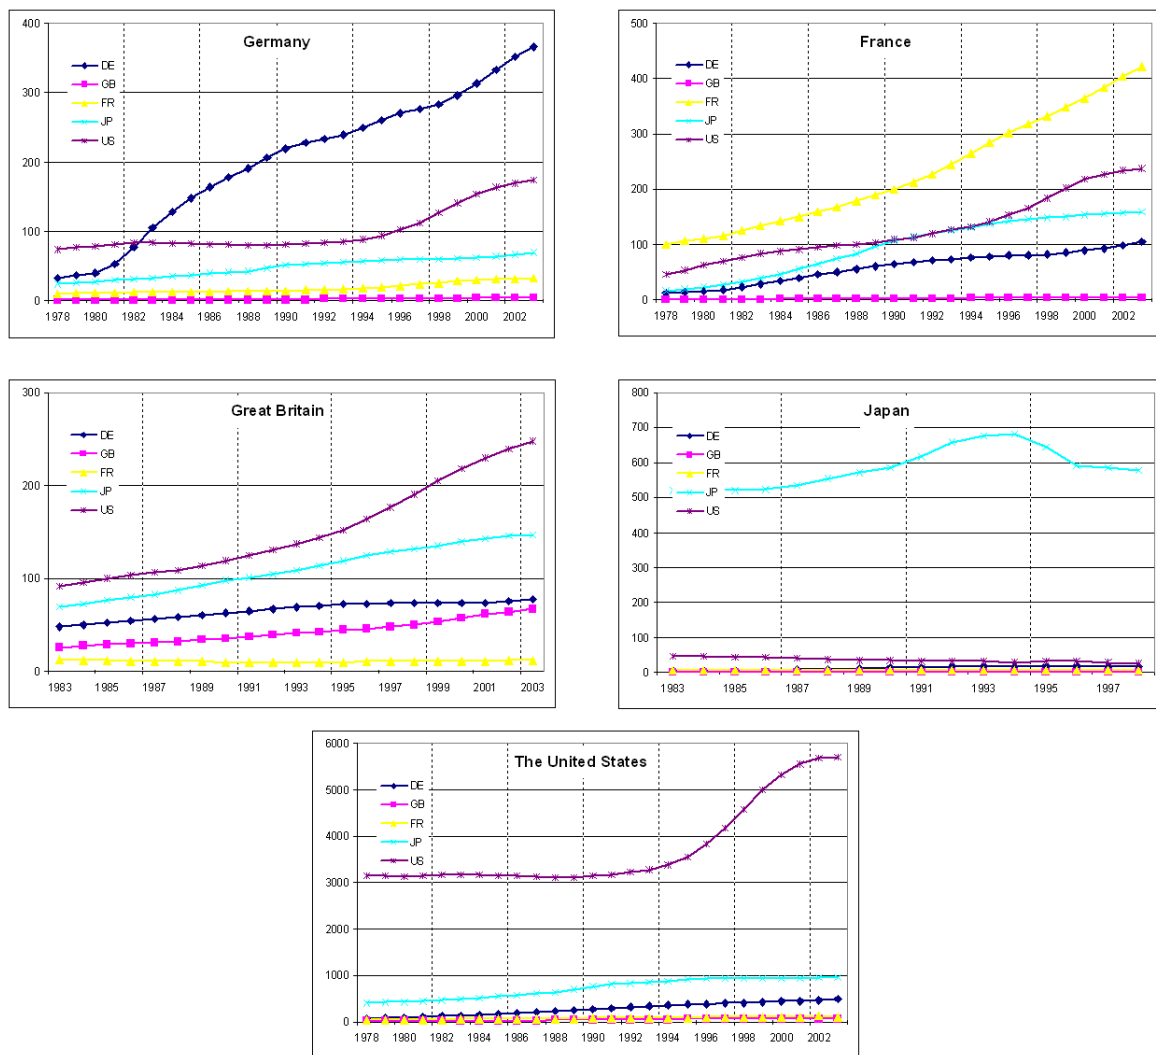 Germany
400
300
200
100
0
DE
GB
FR
JP
US
1978 1980 1982 1984 1986 1988 1990 1992 1994 1996 1998 2000 2002
France
500
400
300
200
100
0
DE
GB
FR
JP
US
1978 1980 1982 1984 1986 1988 1990 1992 1994 1996 1998 2000 2002
Great Britain
300
200
100
0
DE
GB
FR
JP
US
1983 1985 1987 1989 1991 1993 1995 1997 1999 2001 2003
Japan
800
700
600
500
400
300
200
100
0
DE
GB
FR
JP
US
1983 1985 1987 1989 1991 1993 1995 1997
The United States
6000
5000
4000
3000
2000
1000
0
DE
GB
FR
JP
US
1978 1980 1982 1984 1986 1988 1990 1992 1994 1996 1998 2000 2002